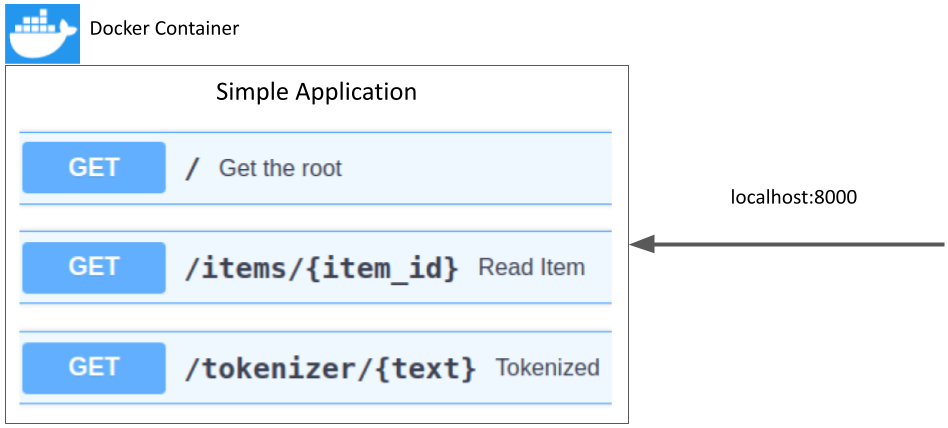 Docker Container
Simple Application
GET / Get the root
localhost:8000
GET /items/{item_id} Read Item
GET /tokenizer/{text} Tokenized